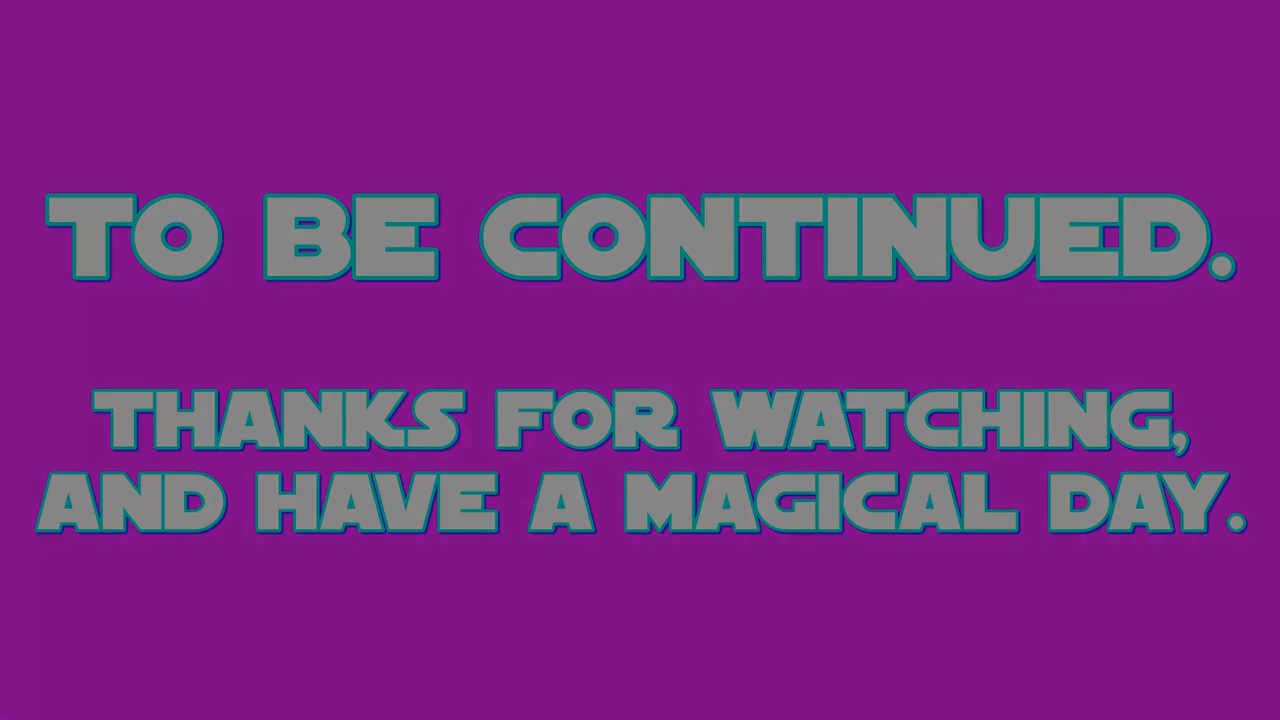 TO BE CONTINUED.
THANKS FOR WATCHING,
AND HAVE A MAGICAL DAY.